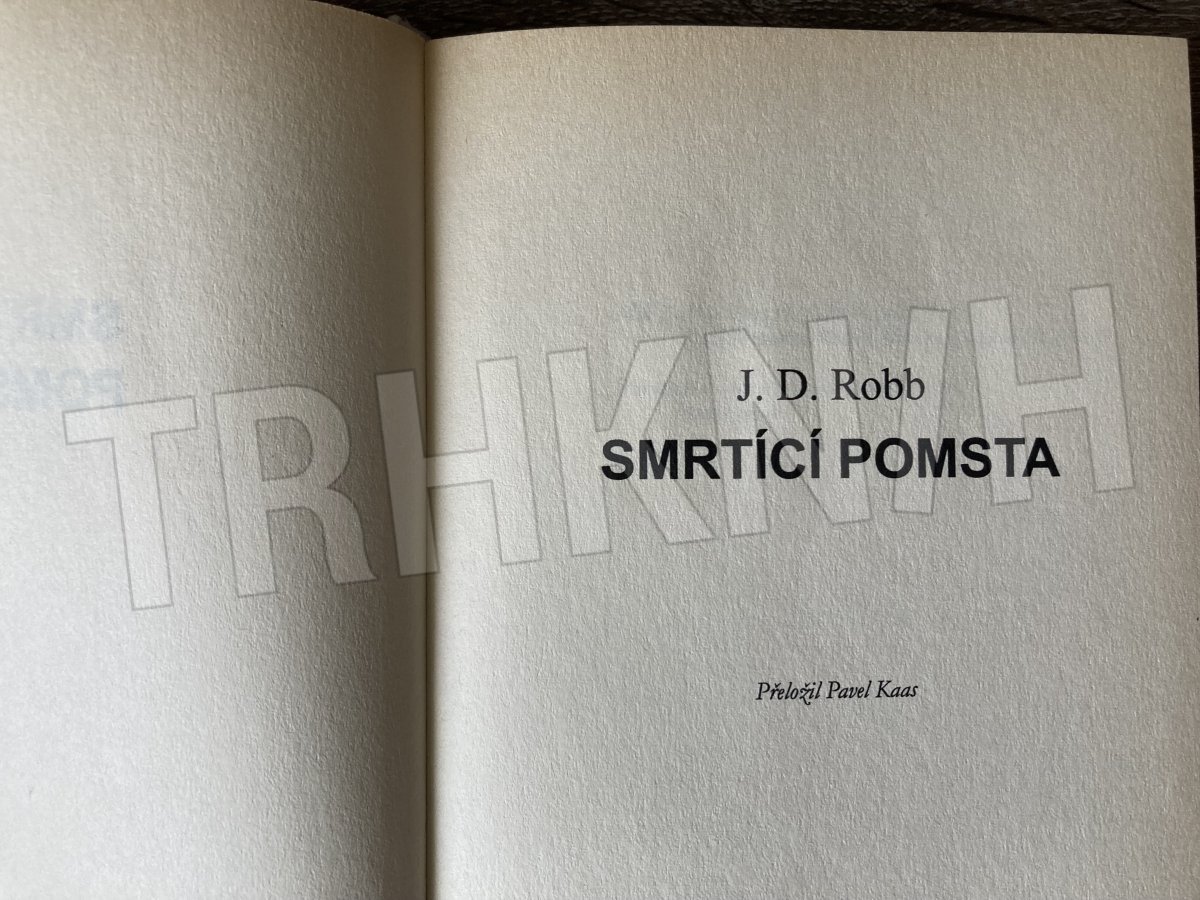 J. D. Robb
SMRTÍCÍ POMSTA
Přeložil Pavel Kaas
TRHKNIH